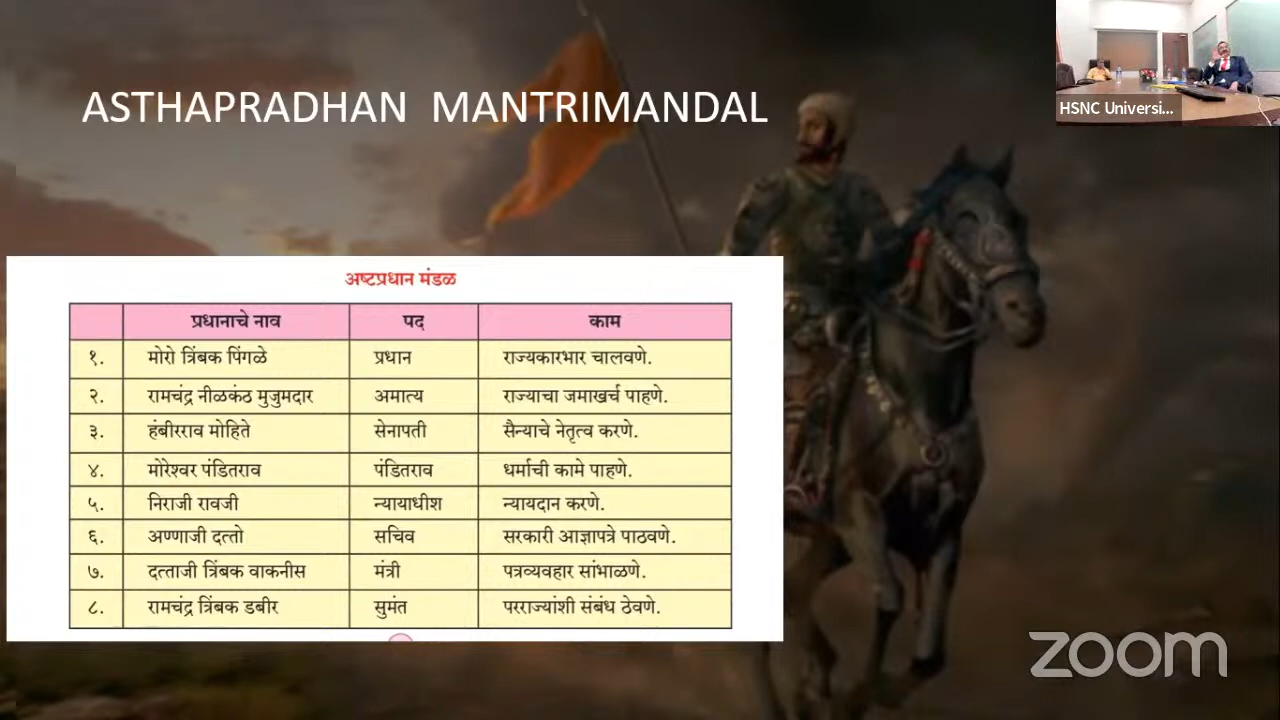 ASTHAPRADHAN MANTRIMANDAL
HSNC Universi...
अष्टप्रधान मंडळ
प्रधानाचे नाव पद काम
१. मोरो त्रिंबक पिंगळे प्रधान राज्यकारभार चालवणे.
२. रामचंद्र नीळकंठ मुजुमदार अमात्य राज्याचा जमाखर्च पाहणे.
३. हंबीरराव मोहिते सेनापती सैन्याचे नेतृत्व करणे.
४. मोरेश्वर पंडितराव पंडितराव धर्माची कामे पाहणे.
५. निराजी रावजी न्यायाधीश न्यायदान करणे.
६. अण्णाजी दत्तो सचिव सरकारी आज्ञापत्रे पाठवणे.
७. दत्ताजी त्रिंबक वाकनीस मंत्री पत्रव्यवहार सांभाळणे.
८. रामचंद्र त्रिंबक डबीर सुमंत परराज्यांशी संबंध ठेवणे.
zoom